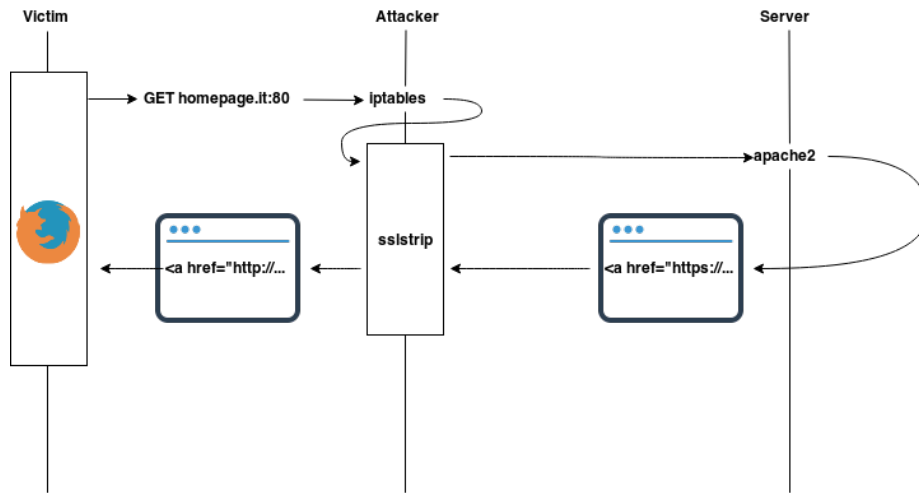 Victim
Attacker
Server
GET homepage.it:80
iptables
apache2
sslstrip
<a href="http://...
<a href="https://...